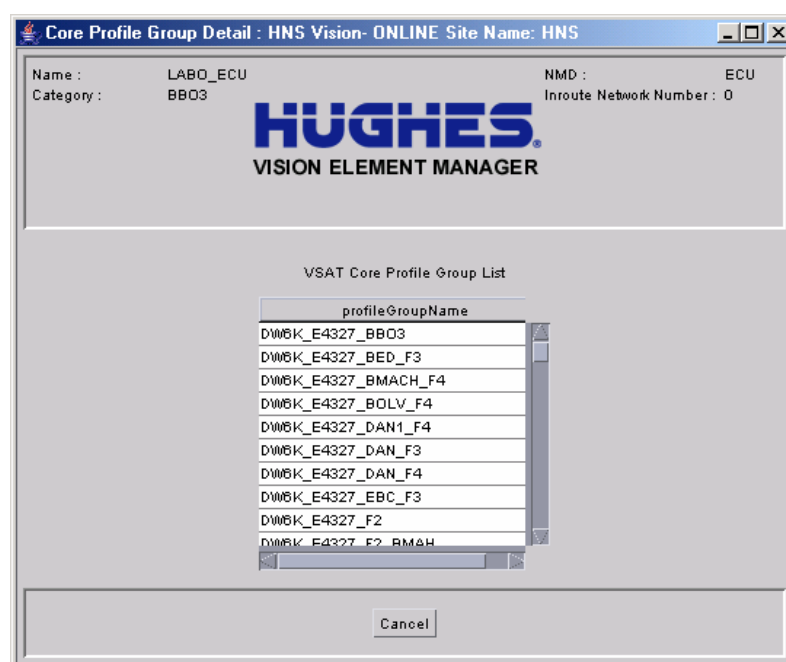 Core Profile Group Detail : HNS Vision- ONLINE Site Name: HNS
Name : LABO_ECU NMD : ECU
Category : BBO3 Inroute Network Number : 0
HUGHES®
VISION ELEMENT MANAGER
VSAT Core Profile Group List
profileGroupName
DW6K_E4327_BBO3
DW6K_E4327_BED_F3
DW6K_E4327_BMACH_F4
DW6K_E4327_BOLV_F4
DW6K_E4327_DAN1_F4
DW6K_E4327_DAN_F3
DW6K_E4327_DAN_F4
DW6K_E4327_EBC_F3
DW6K_E4327_F2
DW6K_E4327_F2_BMAH
Cancel